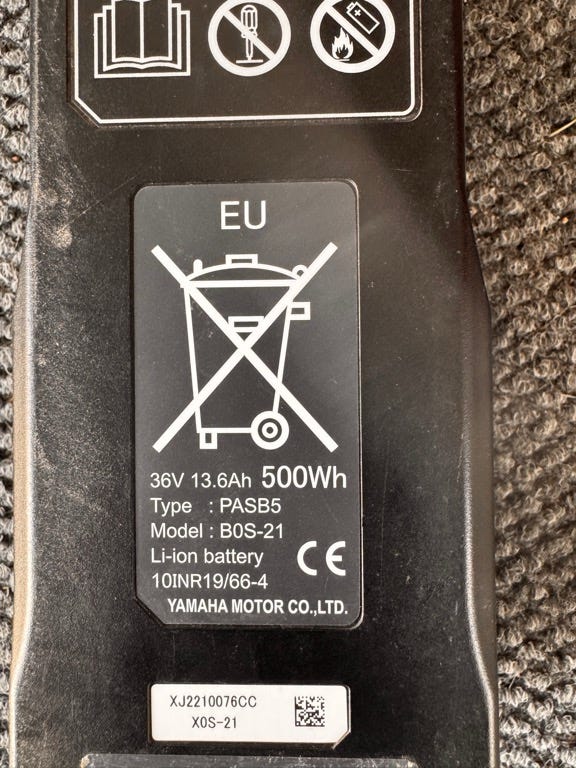 EU
36V 13.6Ah 500Wh
Type : PASB5
Model : B0S-21
Li-ion battery
CE
10INR19/66-4
YAMAHA MOTOR CO.,LTD.
XJ2210076CC
X0S-21